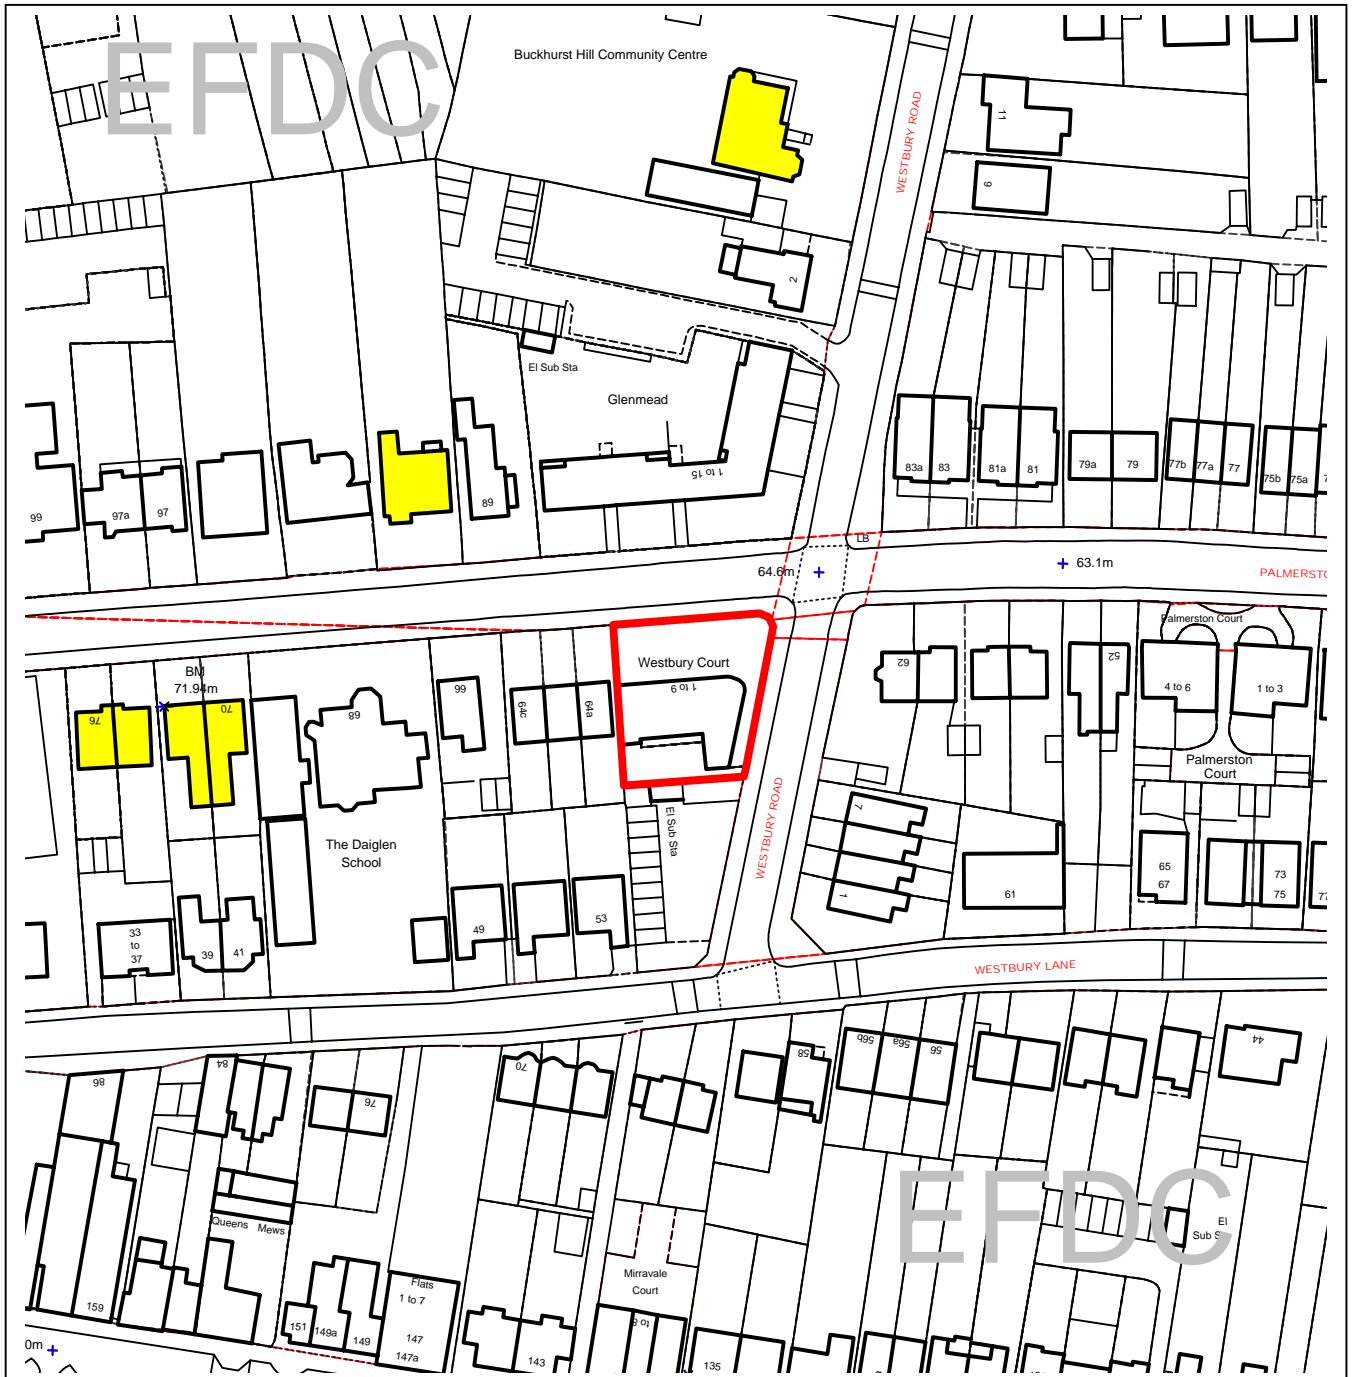 EFDC
Buckhurst Hill Community Centre
WESTBURY ROAD
11
9
2
El Sub Sta
Glenmead
1 to 15
99
97a
97
89
83a
83
81a
81
79a
79
77b
77a
77
75b
75a
LB
64.6m
63.1m
PALMERSTO
Palmerston Court
BM
71.94m
76
70
68
66
64c
64a
Westbury Court
1 to 9
62
52
4 to 6
1 to 3
Palmerston
Court
The Daiglen
School
El Sub Sta
WESTBURY ROAD
7
1
61
65
67
73
75
77
33
to
37
39
41
49
53
WESTBURY LANE
86
84
76
70
58
56b
56a
56
44
Queens Mews
EFDC
El
Sub S
Mirravale
Court
Flats
1 to 7
147
147a
159
151
149a
149
143
to 8
135
0m